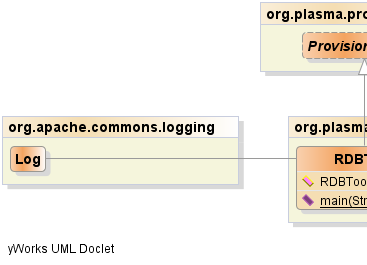 org.plasma.pro
Provision
org.apache.commons.logging
org.plasma
Log
RDBT
RDBToo
main(Str
yWorks UML Doclet